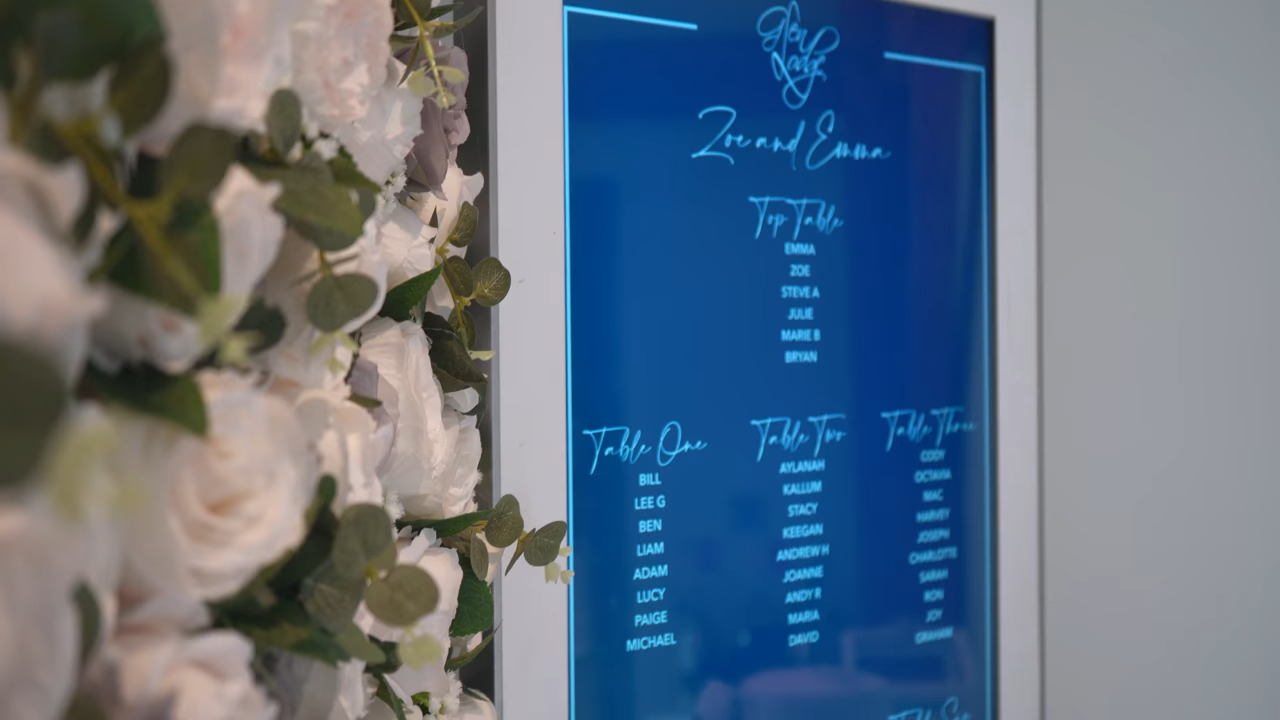 Glen
Lodge
Zoe and Emma
Top Table
EMMA
ZOE
STEVE A
JULIE
MARIE B
BRYAN
Table One
BILL
LEE G
BEN
LIAM
ADAM
LUCY
PAIGE
MICHAEL
Table Two
AYLANAH
KALLUM
STACY
KEEGAN
ANDREW H
JOANNE
ANDY R
MARIA
DAVID
Table Three
CODY
OCTAVIA
MAC
HARVEY
JOSEPH
CHARLOTTE
SARAH
RON
JOY
GRAHAM